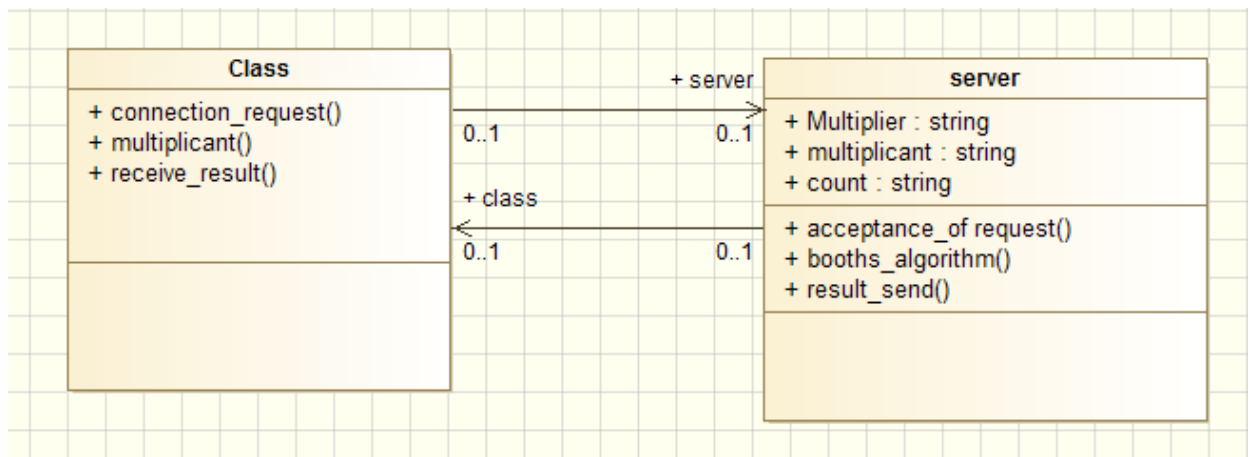 Class
+ connection_request()
+ multiplicant()
+ receive_result()
+ server
0..1
0..1
+ class
0..1
0..1
server
+ Multiplier : string
+ multiplicant : string
+ count : string
+ acceptance_of request()
+ booths_algorithm()
+ result_send()